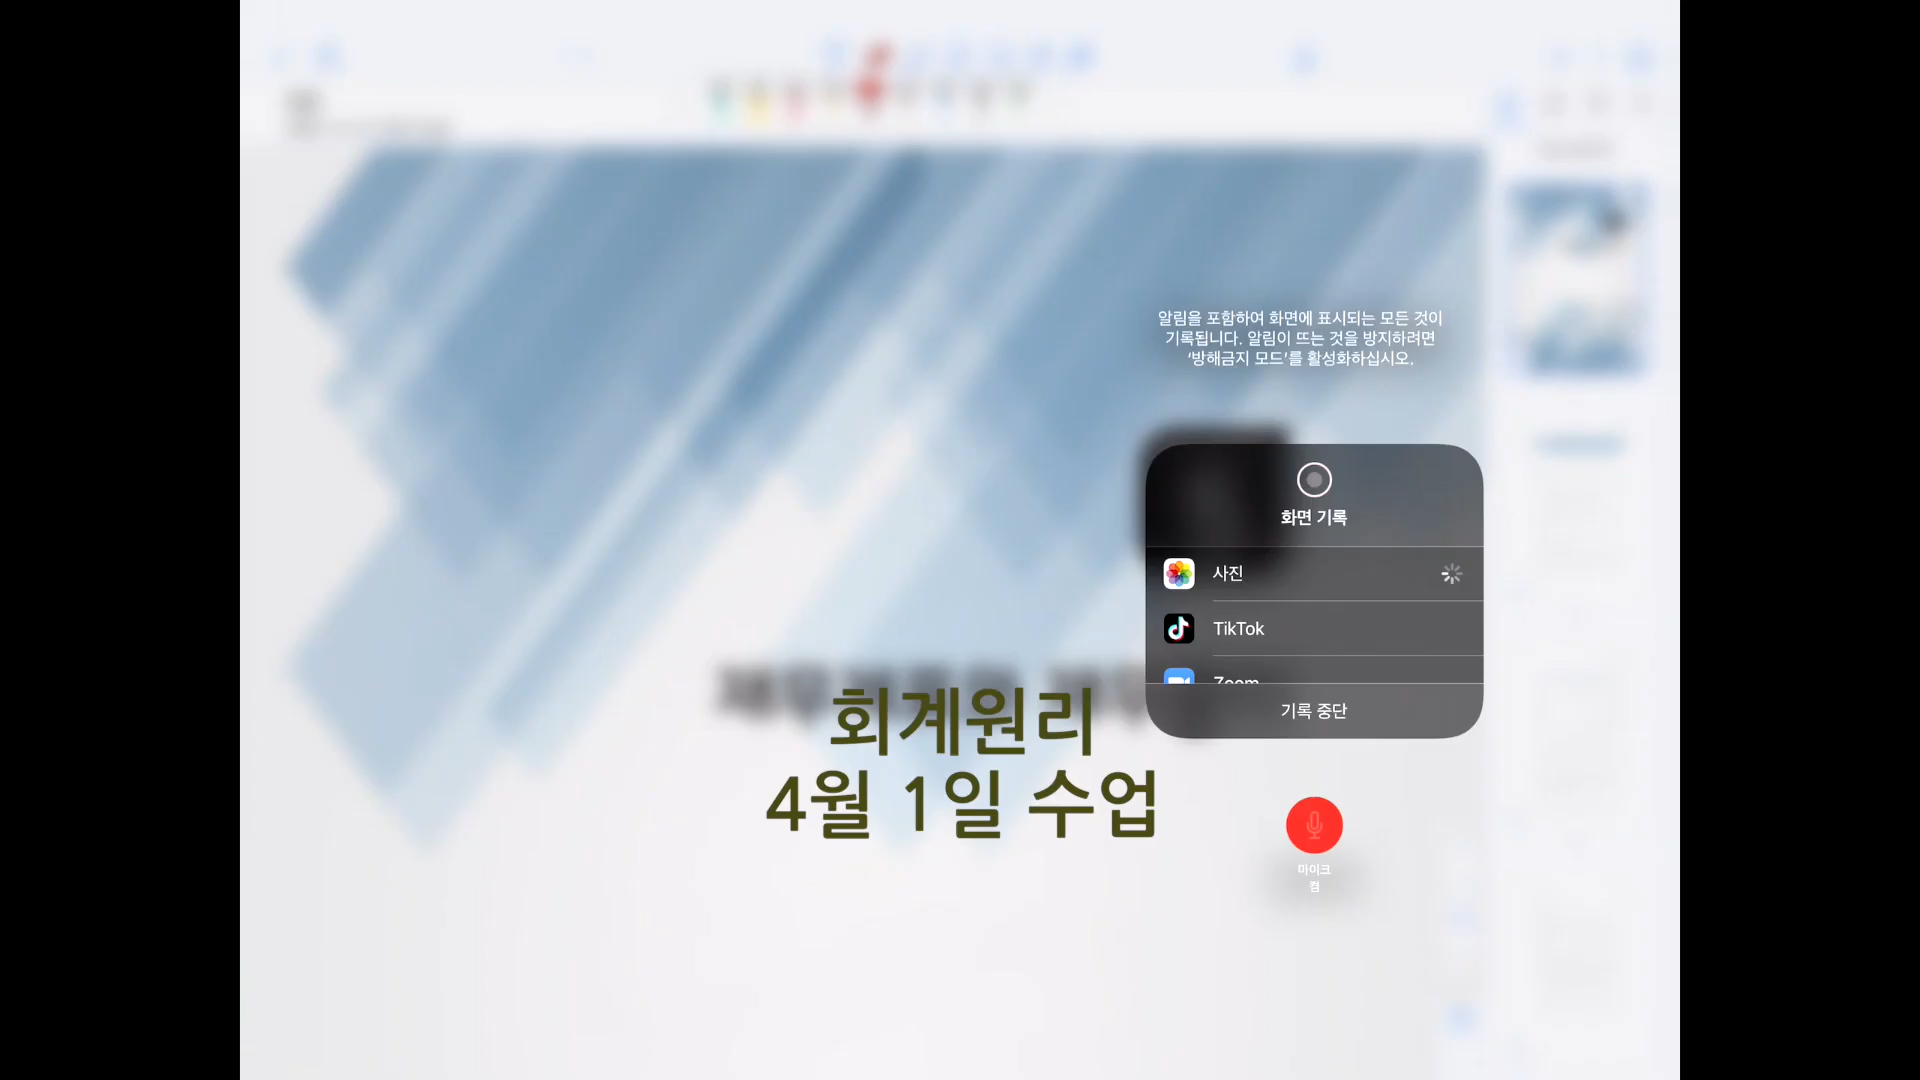 알림을 포함하여 화면에 표시되는 모든 것이
기록됩니다. 알림이 뜨는 것을 방지하려면
'방해금지 모드'를 활성화하십시오.
화면 기록
사진
TikTok
Zoom
기록 중단
회계원리
4월 1일 수업
마이크
켬